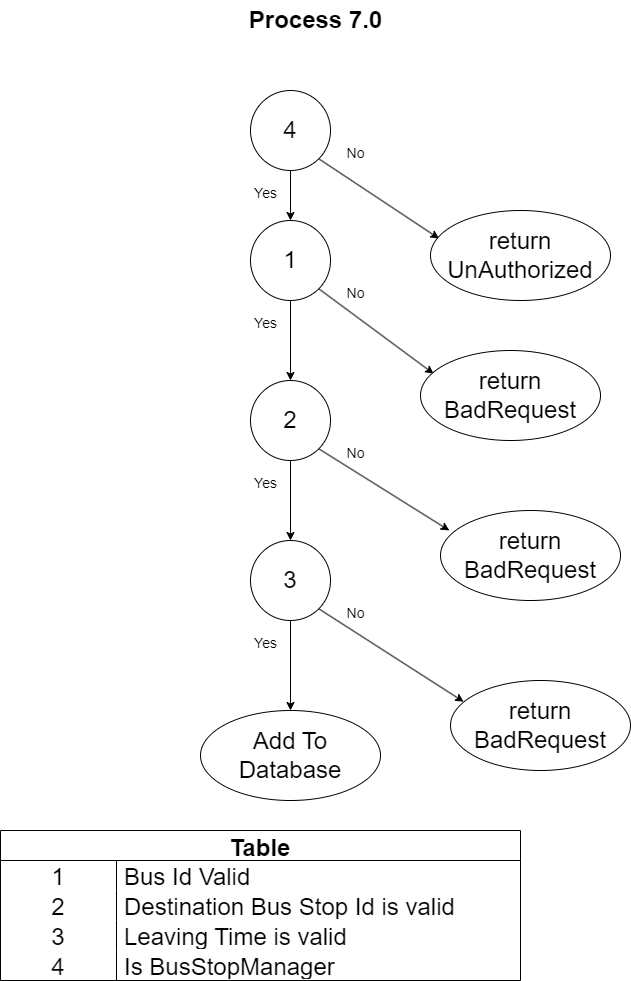 Process 7.0
4
No
Yes
return
UnAuthorized
1
No
Yes
return
BadRequest
2
No
Yes
return
BadRequest
3
No
Yes
return
BadRequest
Add To
Database
Table
1 Bus Id Valid
2 Destination Bus Stop Id is valid
3 Leaving Time is valid
4 Is BusStopManager